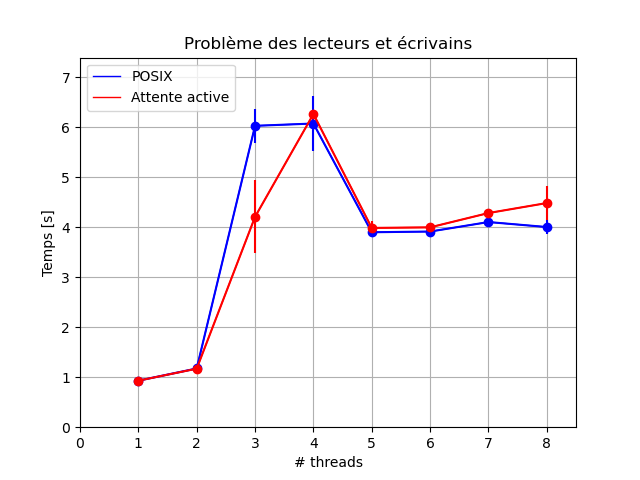 Problème des lecteurs et écrivains
POSIX
Attente active
Temps [s]
7
6
5
4
3
2
1
0
0 1 2 3 4 5 6 7 8
# threads